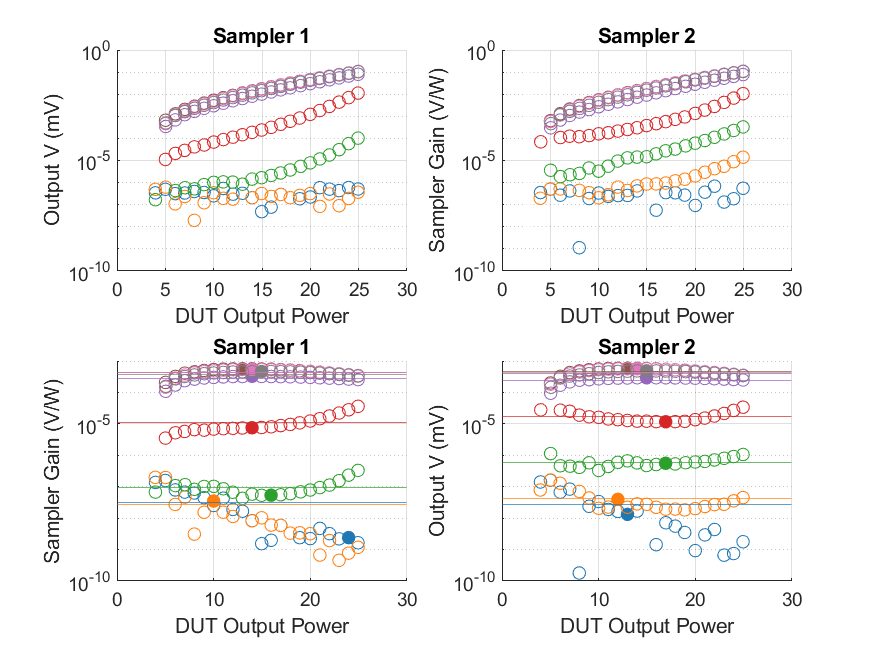 Sampler 1
Sampler 2
10^0
10^-5
10^-10
Output V (mV)
0 5 10 15 20 25 30
DUT Output Power
10^0
10^-5
10^-10
Sampler Gain (V/W)
0 5 10 15 20 25 30
DUT Output Power
Sampler 1
Sampler 2
10^-5
10^-10
Sampler Gain (V/W)
0 10 20 30
DUT Output Power
10^-5
10^-10
Output V (mV)
0 10 20 30
DUT Output Power